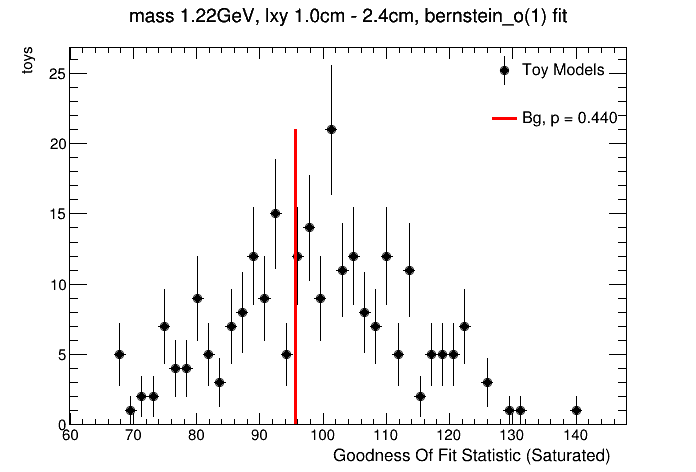 mass 1.22GeV, lxy 1.0cm - 2.4cm, bernstein_o(1) fit
toys
Toy Models
Bg, p = 0.440
25
20
15
10
5
0
60 70 80 90 100 110 120 130 140
Goodness Of Fit Statistic (Saturated)